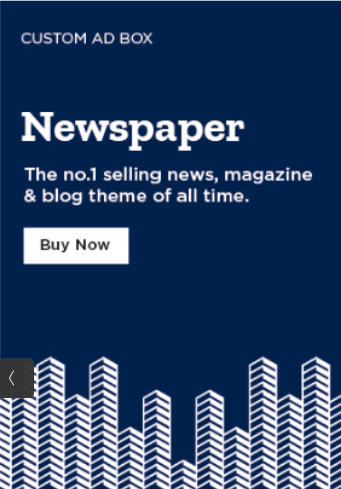 CUSTOM AD BOX
Newspaper
The no.1 selling news, magazine
& blog theme of all time.
Buy Now